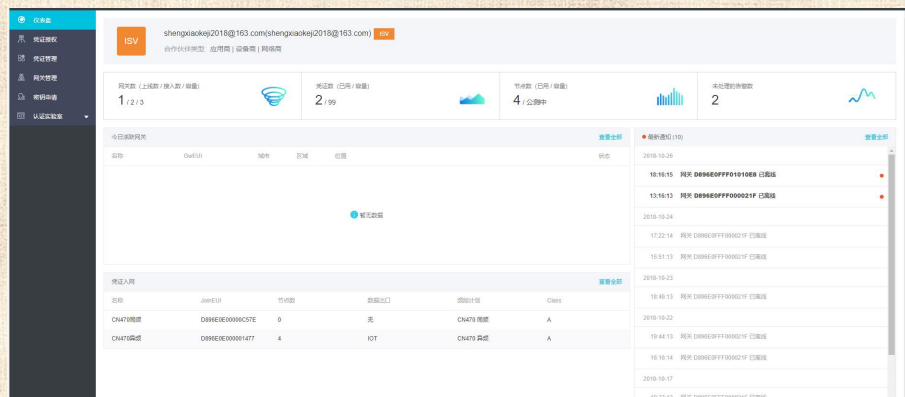 仪表盘
凭证授权
凭证管理
网关管理
密钥申请
认证实验室
ISV
shengxiaokeji2018@163.com(shengxiaokeji2018@163.com) ISV
合作伙伴类型: 应用商 | 设备商 | 网络商
网关数 (上线数 / 接入数 / 容量)
1 / 2 / 3
凭证数 (已用 / 容量)
2 / 99
节点数 (已用 / 容量)
4 / 公测中
未处理的告警数
2
今日活跃网关 查看全部
名称 GwEUI 城市 区域 位置 状态
暂无数据
凭证入网 查看全部
名称 JoinEUI 节点数 数据出口 频段计划 Class
CN470同频 D896E0E00000C57E 0 无 CN470 同频 A
CN470异频 D896E0E000001477 4 IOT CN470 异频 A
最新通知 (10) 查看全部
2018-10-26
18:16:15 网关 D896E0FFF01010E8 已离线
13:16:13 网关 D896E0FFF000021F 已离线
2018-10-24
17:22:14 网关 D896E0FFF000021F 已离线
15:51:13 网关 D896E0FFF000021F 已离线
2018-10-23
18:46:13 网关 D896E0FFF000021F 已离线
2018-10-22
19:44:13 网关 D896E0FFF000021F 已离线
16:16:14 网关 D896E0FFF000021F 已离线
2018-10-17